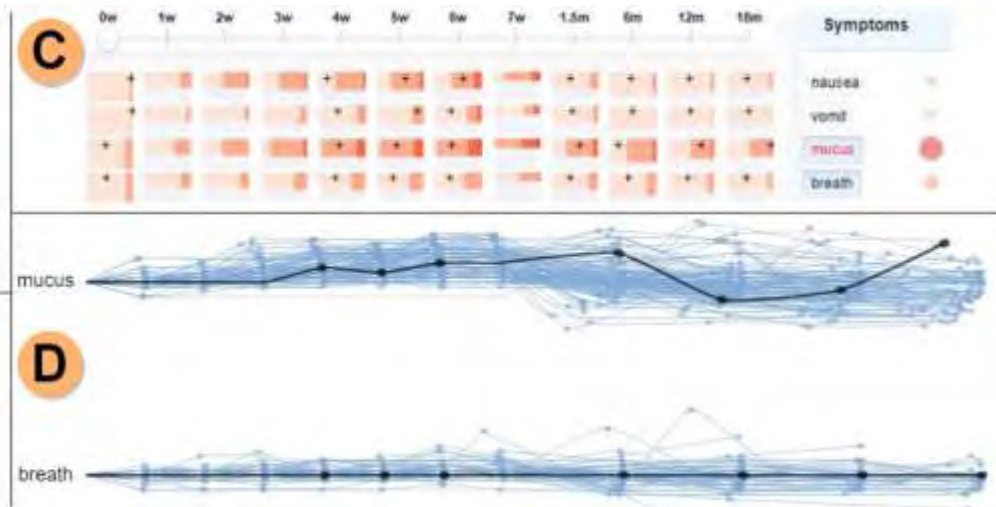 C
0w 1w 2w 3w 4w 5w 6w 7w 1.5m 6m 12m 18m
Symptoms
nausea
vomit
mucus
breath
mucus
D
breath